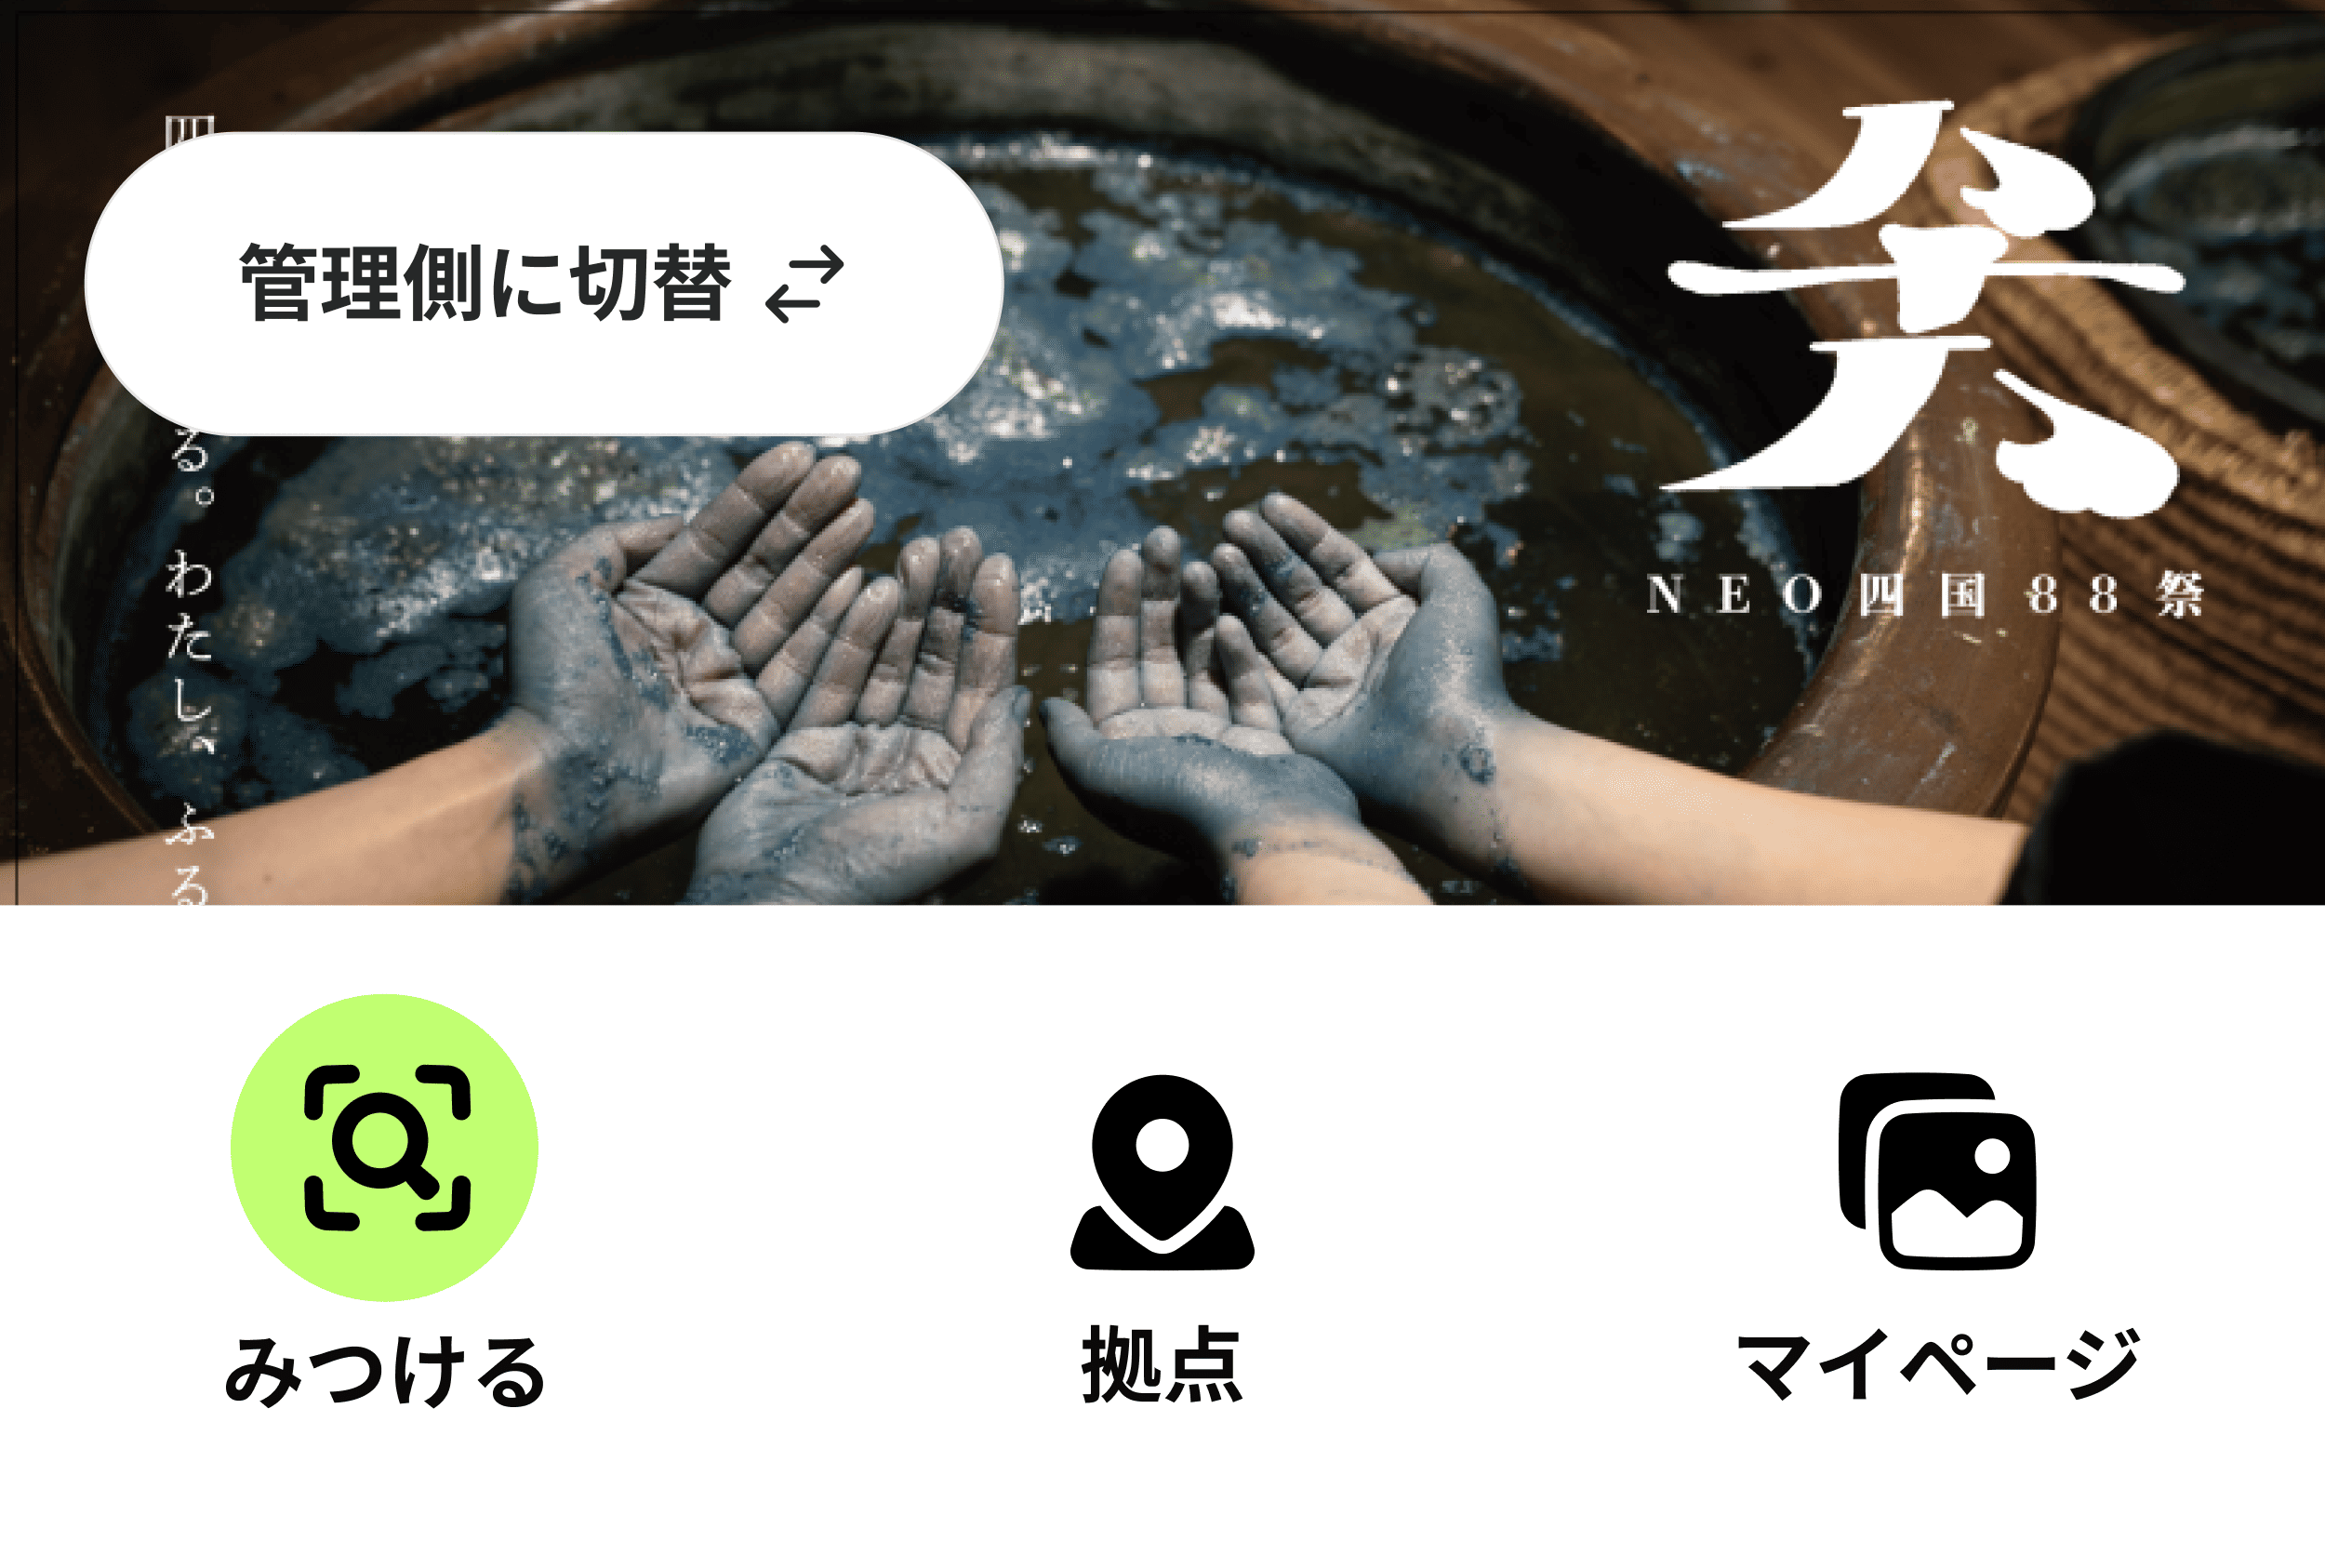 管理側に切替
四
る。わたし、ふる
NEO四国88祭
みつける
拠点
マイページ